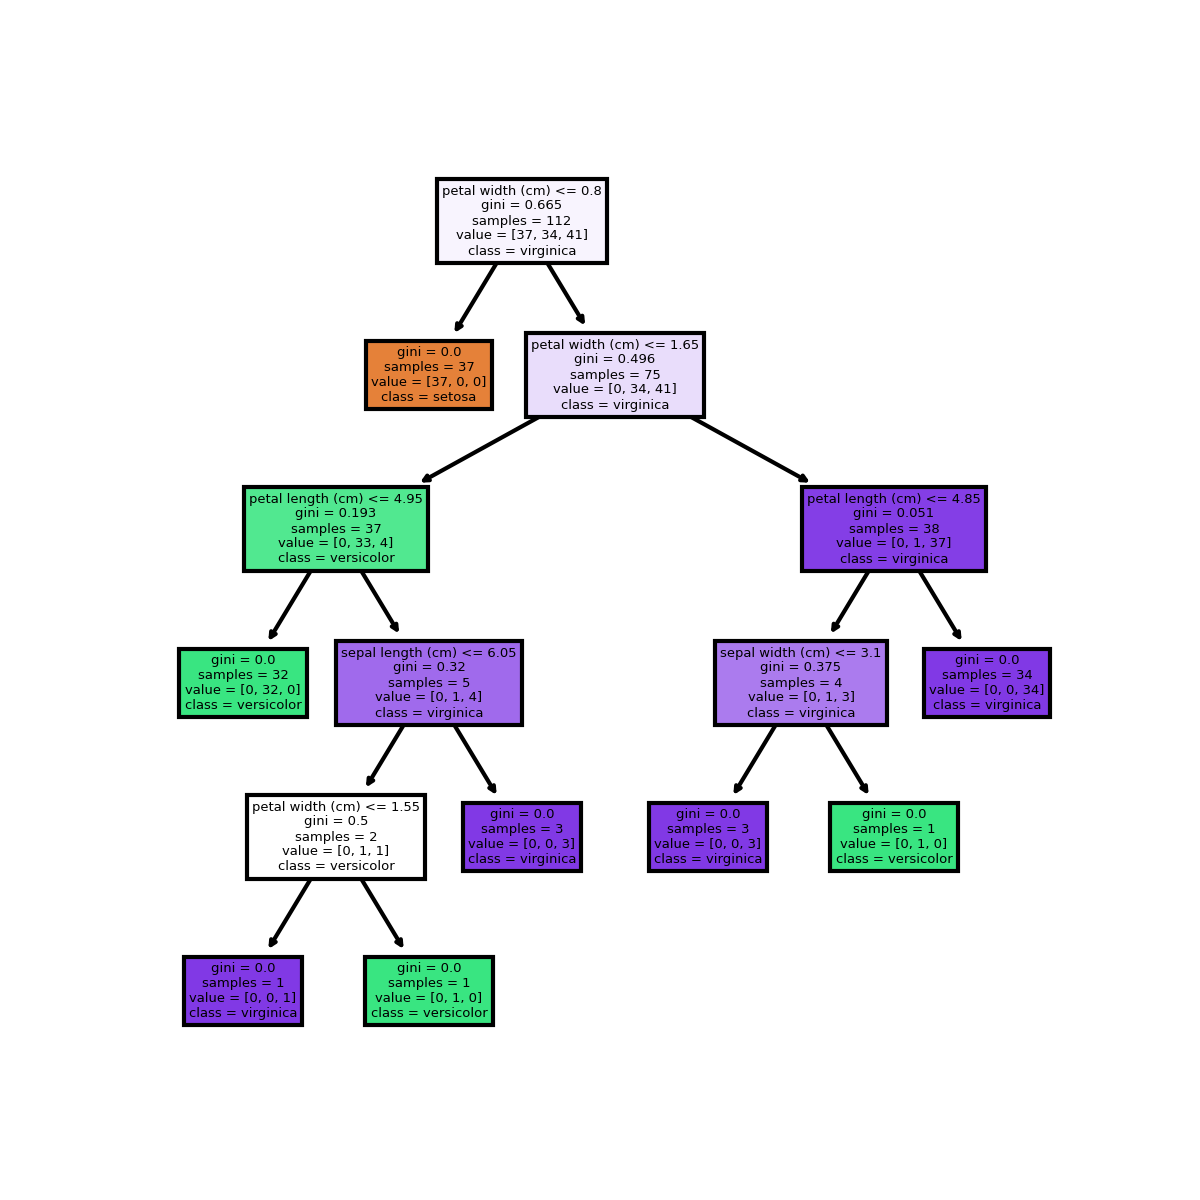 petal width (cm) <= 0.8
gini = 0.665
samples = 112
value = [37, 34, 41]
class = virginica
gini = 0.0
samples = 37
value = [37, 0, 0]
class = setosa
petal width (cm) <= 1.65
gini = 0.496
samples = 75
value = [0, 34, 41]
class = virginica
petal length (cm) <= 4.95
gini = 0.193
samples = 37
value = [0, 33, 4]
class = versicolor
petal length (cm) <= 4.85
gini = 0.051
samples = 38
value = [0, 1, 37]
class = virginica
gini = 0.0
samples = 32
value = [0, 32, 0]
class = versicolor
sepal length (cm) <= 6.05
gini = 0.32
samples = 5
value = [0, 1, 4]
class = virginica
sepal width (cm) <= 3.1
gini = 0.375
samples = 4
value = [0, 1, 3]
class = virginica
gini = 0.0
samples = 34
value = [0, 0, 34]
class = virginica
petal width (cm) <= 1.55
gini = 0.5
samples = 2
value = [0, 1, 1]
class = versicolor
gini = 0.0
samples = 3
value = [0, 0, 3]
class = virginica
gini = 0.0
samples = 3
value = [0, 0, 3]
class = virginica
gini = 0.0
samples = 1
value = [0, 1, 0]
class = versicolor
gini = 0.0
samples = 1
value = [0, 0, 1]
class = virginica
gini = 0.0
samples = 1
value = [0, 1, 0]
class = versicolor